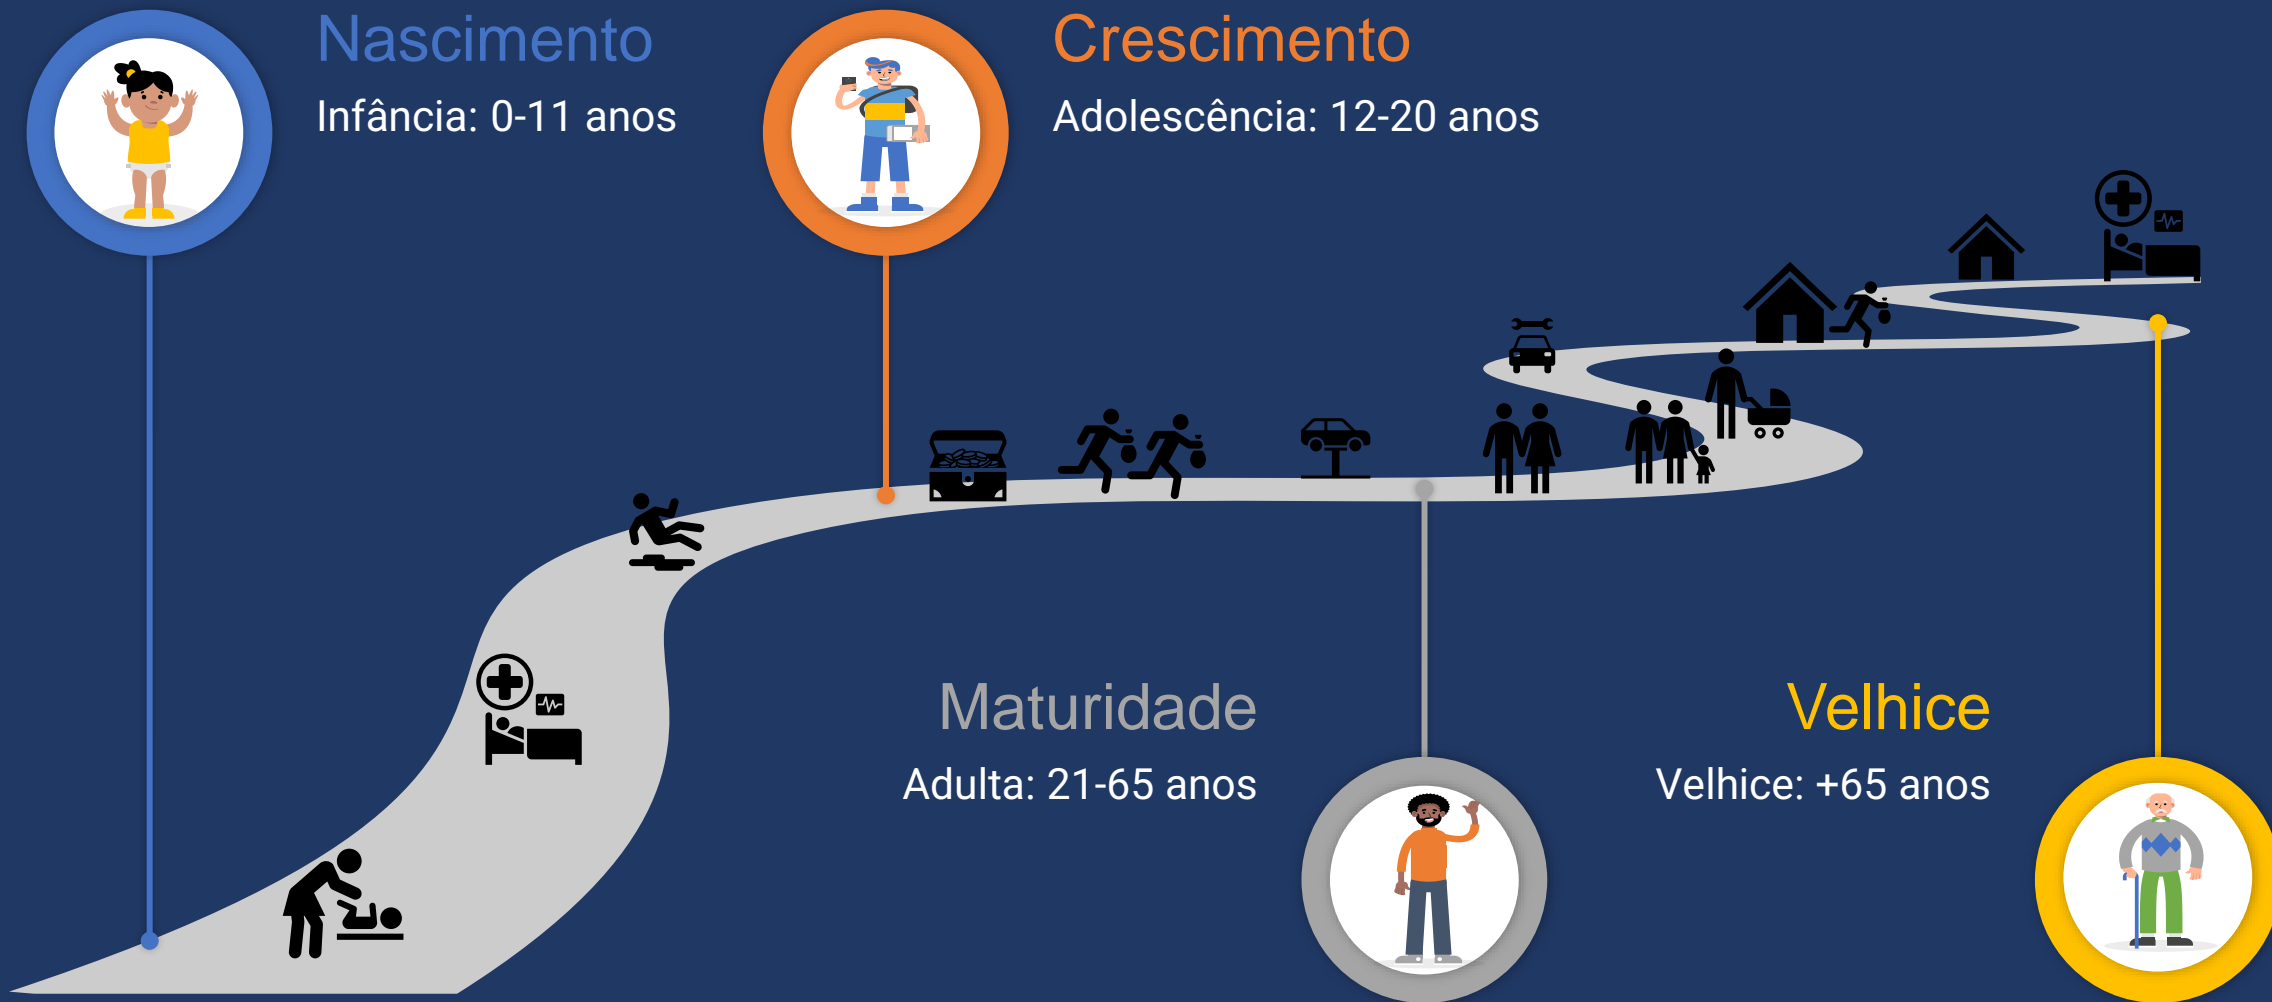 Nascimento
Infância: 0-11 anos
Crescimento
Adolescência: 12-20 anos
Maturidade
Adulta: 21-65 anos
Velhice
Velhice: +65 anos